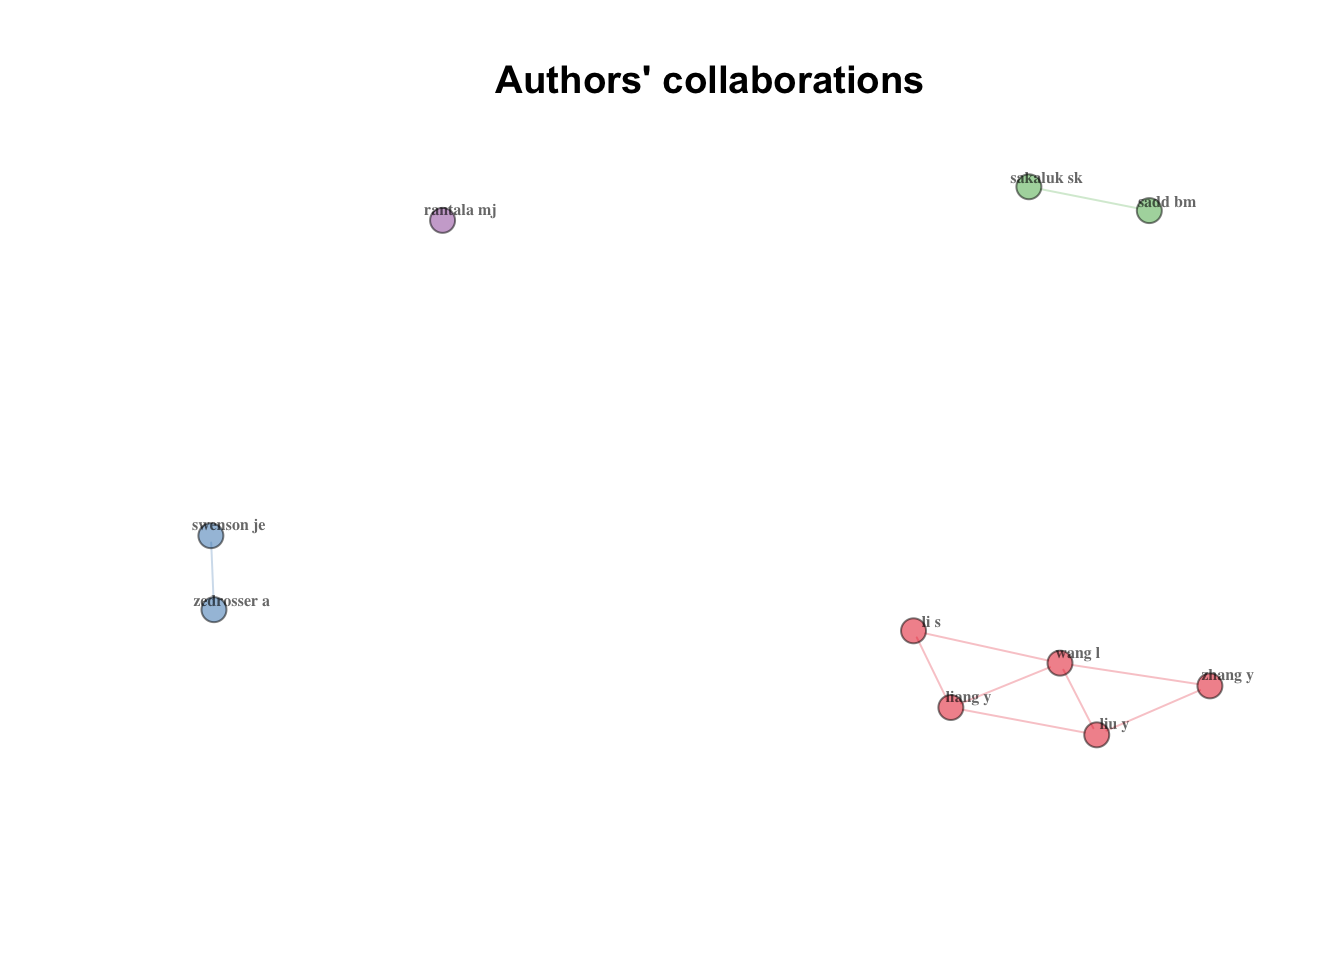 Authors' collaborations
sakaluk sk
sadd bm
rantala mj
swenson je
zedrosser a
li s
wang l
zhang y
liang y
liu y